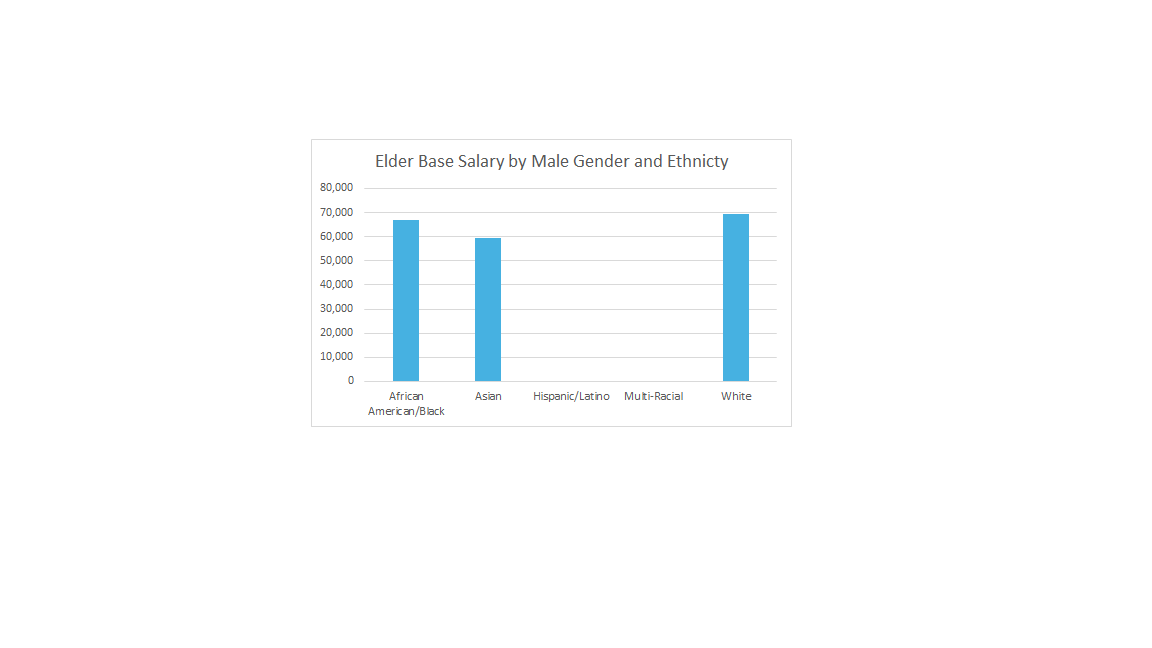 Elder Base Salary by Male Gender and Ethnicty
80,000
70,000
60,000
50,000
40,000
30,000
20,000
10,000
0
African
American/Black
Asian
Hispanic/Latino
Multi-Racial
White